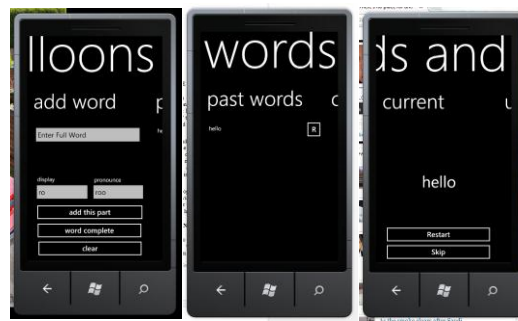 lloons
add word
p
Enter Full Word
he
display
pronounce
ro
roo
add this part
word complete
clear
words
past words
c
hello
R
ds and
current
u
hello
Restart
Skip